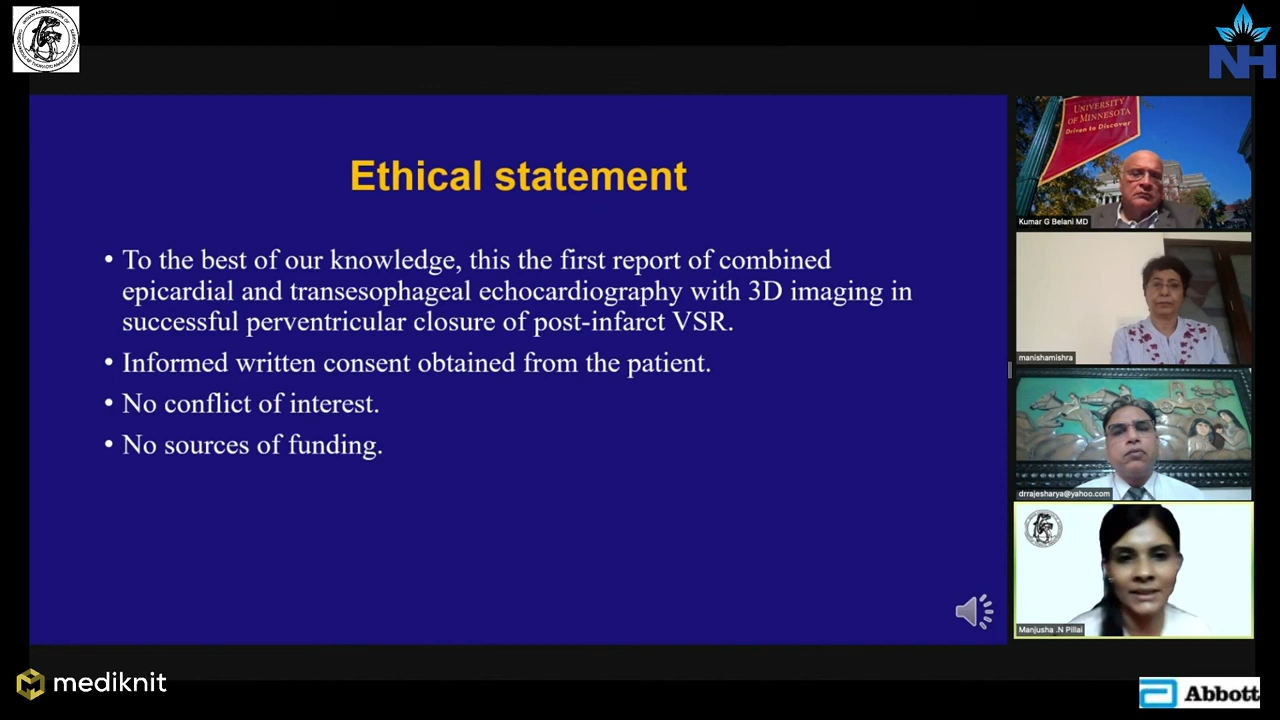 NH
Ethical statement
• To the best of our knowledge, this the first report of combined
epicardial and transesophageal echocardiography with 3D imaging in
successful perventricular closure of post-infarct VSR.
• Informed written consent obtained from the patient.
• No conflict of interest.
• No sources of funding.
UNIVERSITY
OF MINNESOTA
Driven to Discover
Kumar G Belani MD
manishamishra
drrajesharya@yahoo.com
Manjusha .N Pillai
mediknit
Abbott